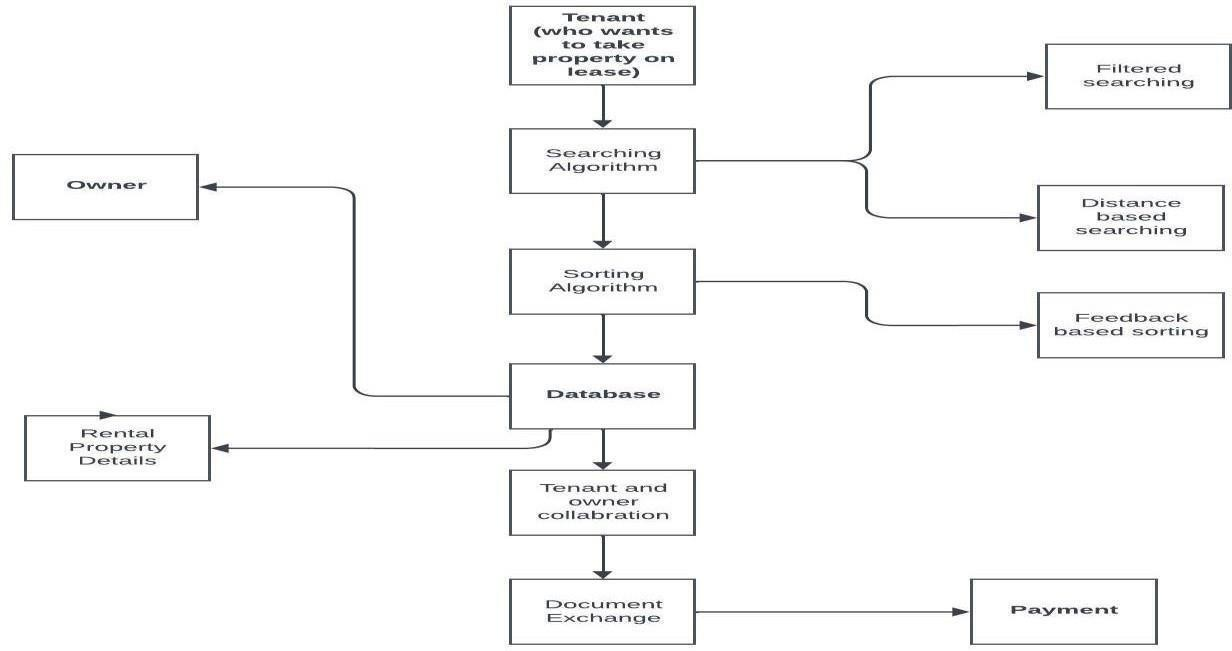 Tenant
(who wants
to take
property on
lease)
Filtered
searching
Searching
Algorithm
Owner
Distance
based
searching
Sorting
Algorithm
Feedback
based sorting
Database
Rental
Property
Details
Tenant and
owner
collabration
Document
Exchange
Payment